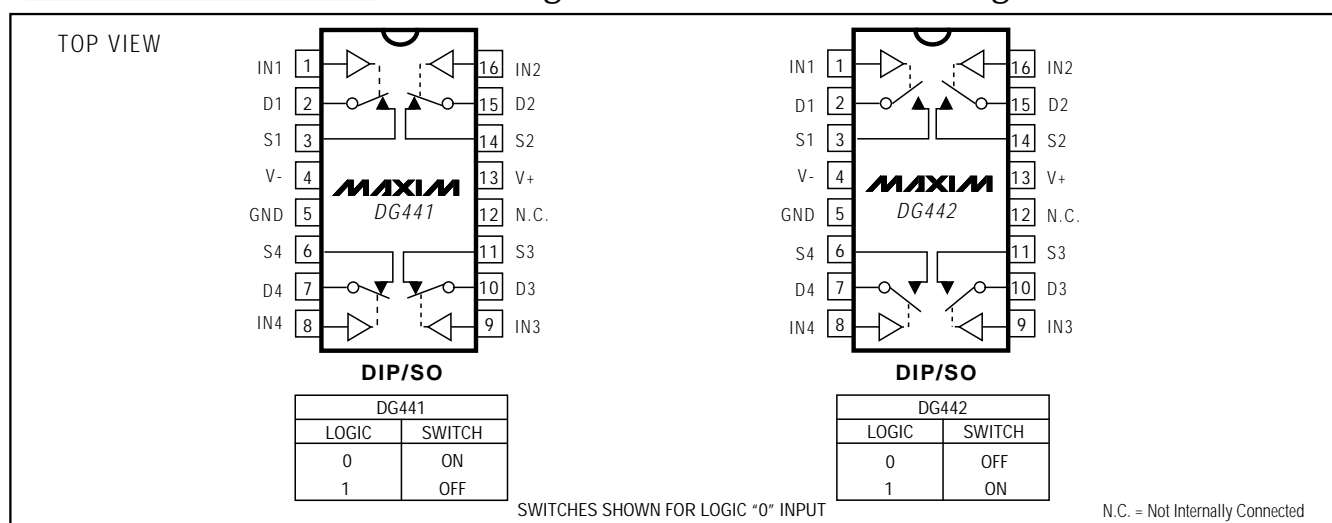 TOP VIEW
IN1 1 16 IN2
D1 2 15 D2
S1 3 14 S2
V- 4 13 V+
MAXIM
GND 5 DG441 12 N.C.
S4 6 11 S3
D4 7 10 D3
IN4 8 9 IN3
DIP/SO
DG441
LOGIC SWITCH
0 ON
1 OFF
IN1 1 16 IN2
D1 2 15 D2
S1 3 14 S2
V- 4 13 V+
MAXIM
GND 5 DG442 12 N.C.
S4 6 11 S3
D4 7 10 D3
IN4 8 9 IN3
DIP/SO
DG442
LOGIC SWITCH
0 OFF
1 ON
SWITCHES SHOWN FOR LOGIC “0” INPUT
N.C. = Not Internally Connected